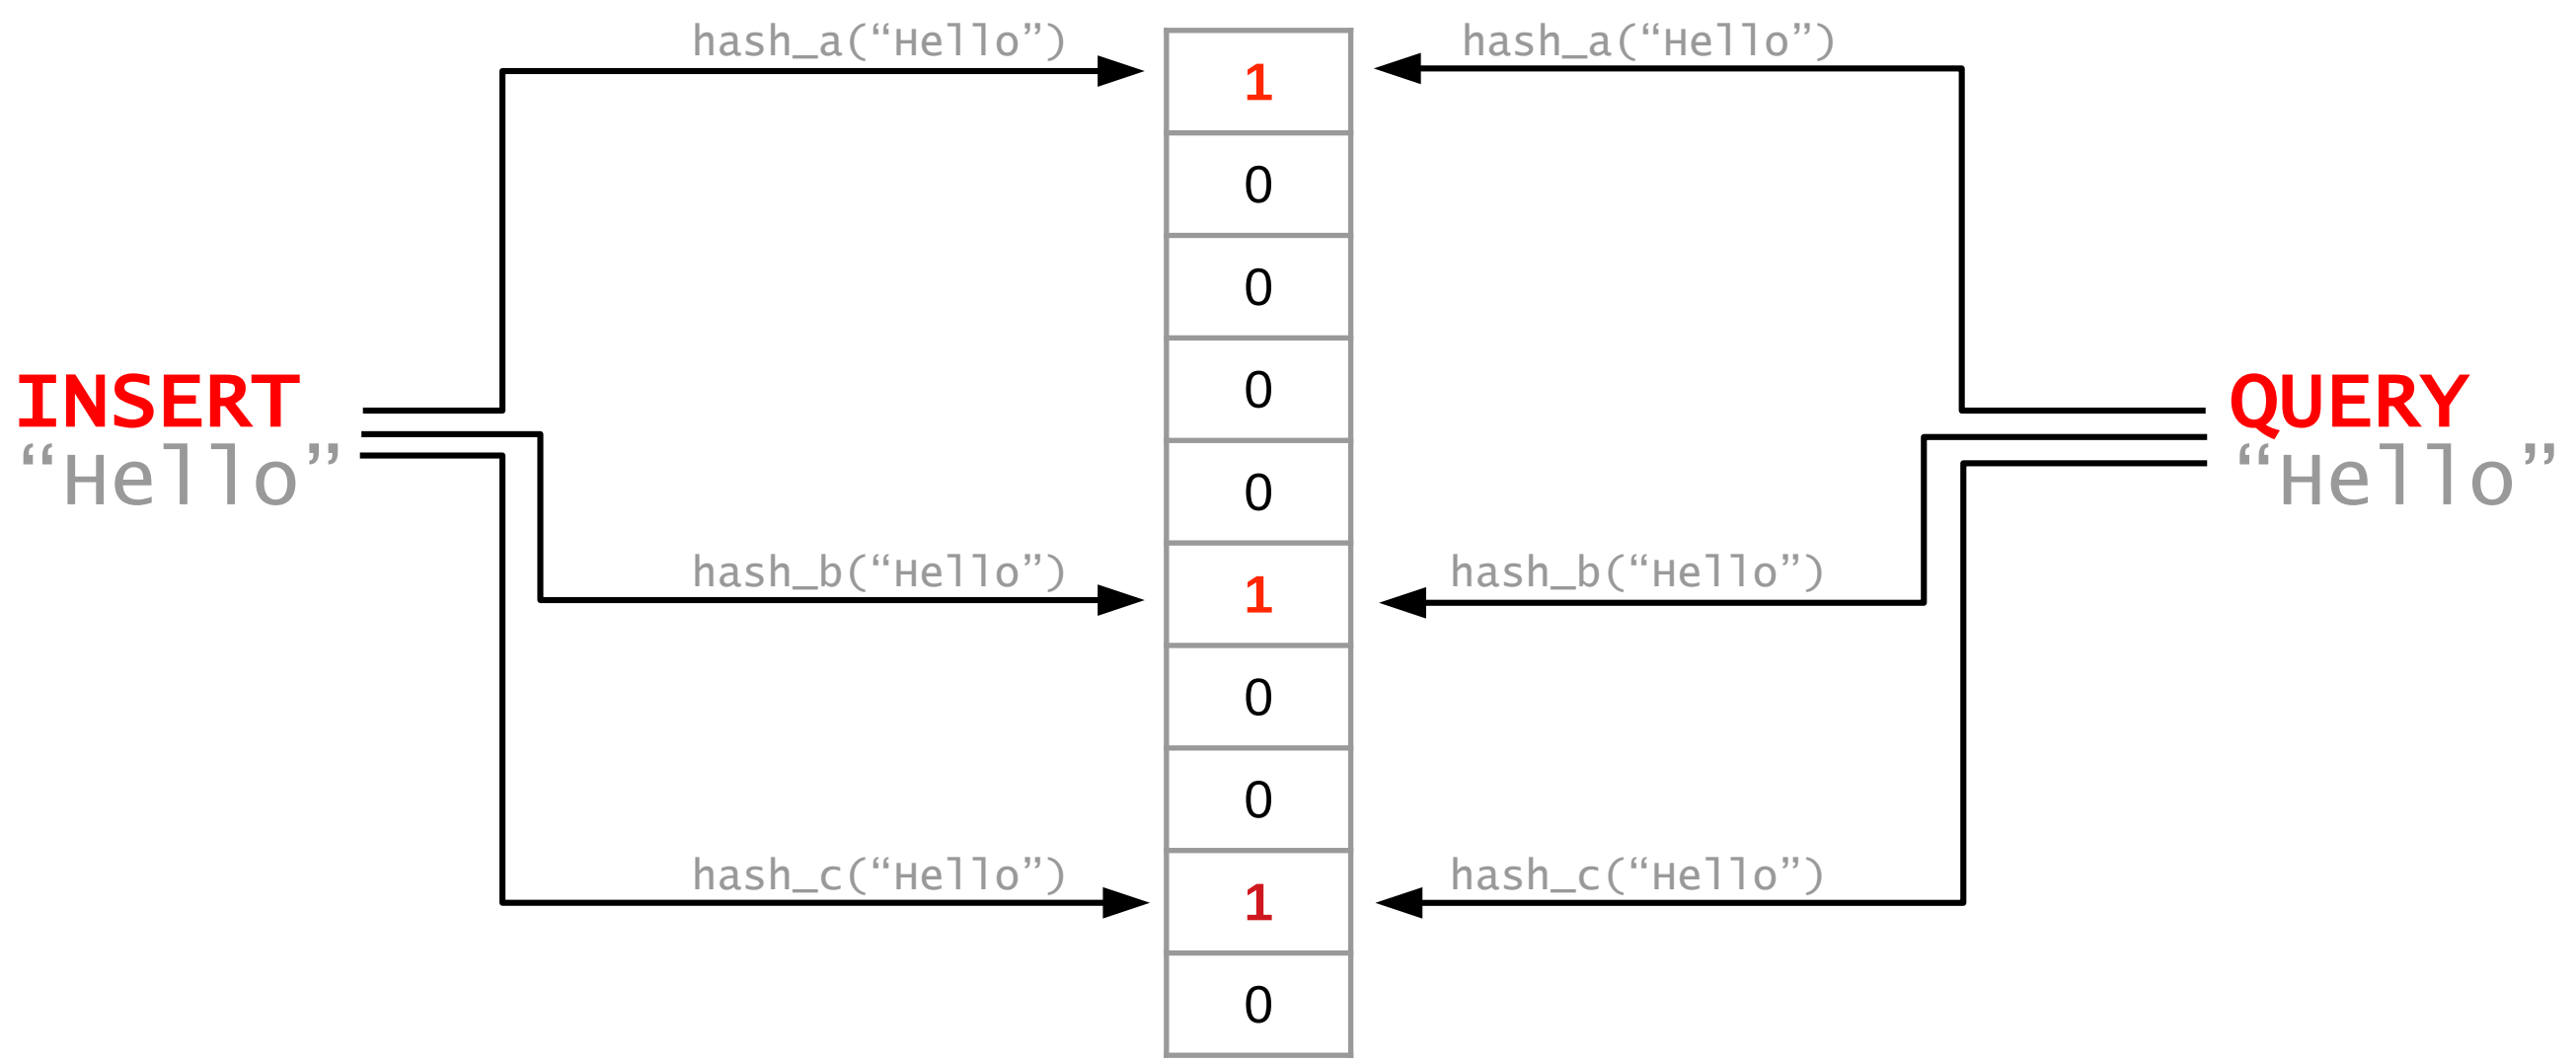 hash_a(“Hello”)
hash_a(“Hello”)
1
0
0
0
INSERT
“Hello”
QUERY
“Hello”
0
hash_b(“Hello”)
hash_b(“Hello”)
1
0
0
hash_c(“Hello”)
hash_c(“Hello”)
1
0